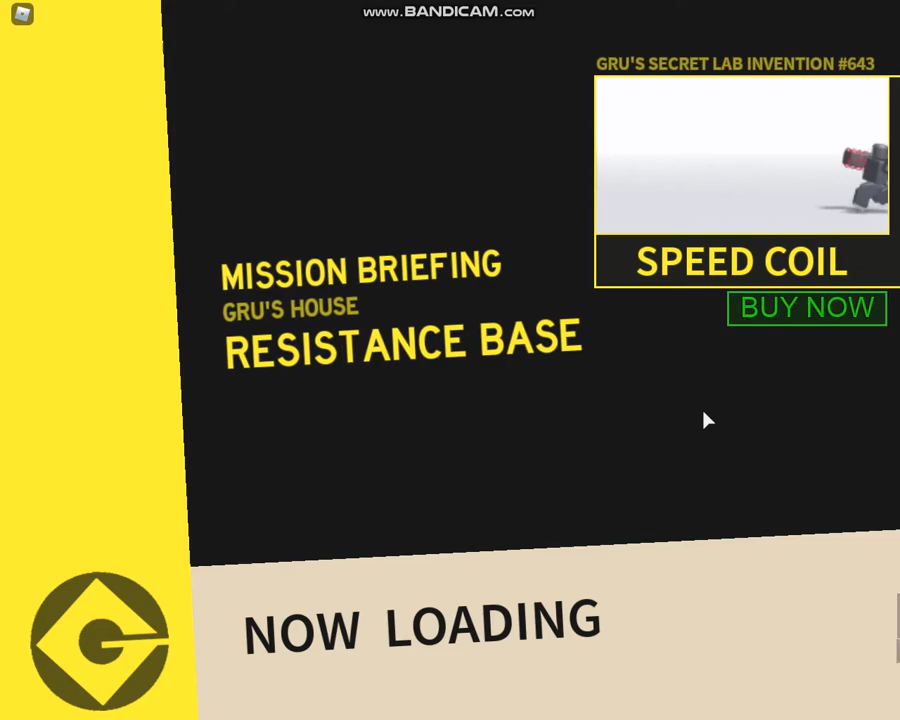 WWW.BANDICAM.COM
GRU'S SECRET LAB INVENTION #643
SPEED COIL
BUY NOW
MISSION BRIEFING
GRU'S HOUSE
RESISTANCE BASE
NOW LOADING